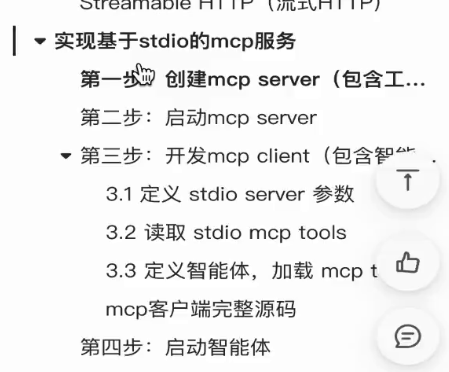 Streamable HTTP（流式HTTP）
实现基于stdio的mcp服务
第一步：创建mcp server（包含工...
第二步：启动mcp server
第三步：开发mcp client（包含智能...
3.1 定义 stdio server 参数
3.2 读取 stdio mcp tools
3.3 定义智能体，加载 mcp t
mcp客户端完整源码
第四步：启动智能体